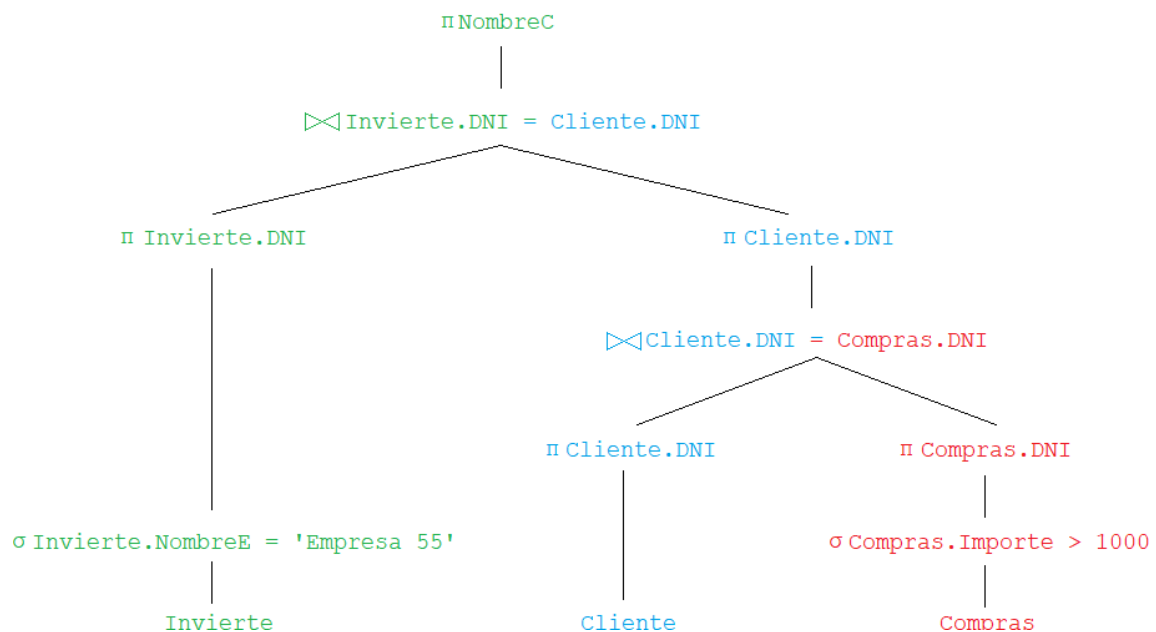 π NombreC
⋈ Invierte.DNI = Cliente.DNI
π Invierte.DNI
π Cliente.DNI
⋈ Cliente.DNI = Compras.DNI
π Cliente.DNI
π Compras.DNI
σ Invierte.NombreE = 'Empresa 55'
σ Compras.Importe > 1000
Invierte
Cliente
Compras